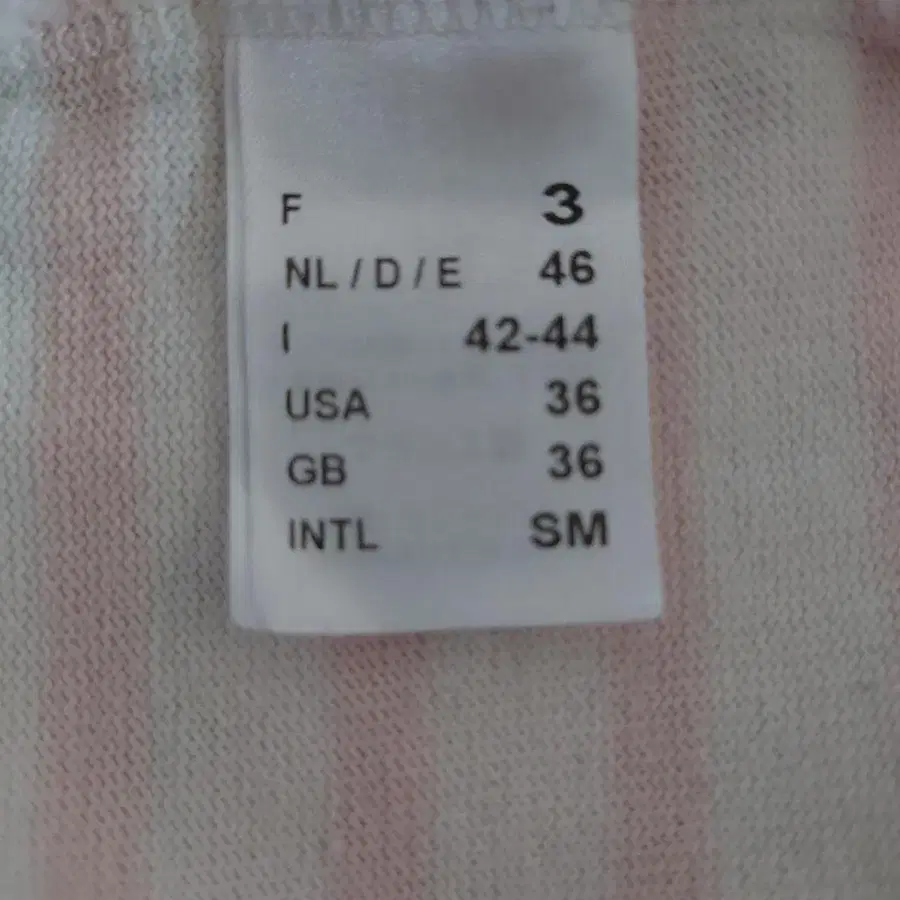 F 3
NL / D / E 46
I 42-44
USA 36
GB 36
INTL SM